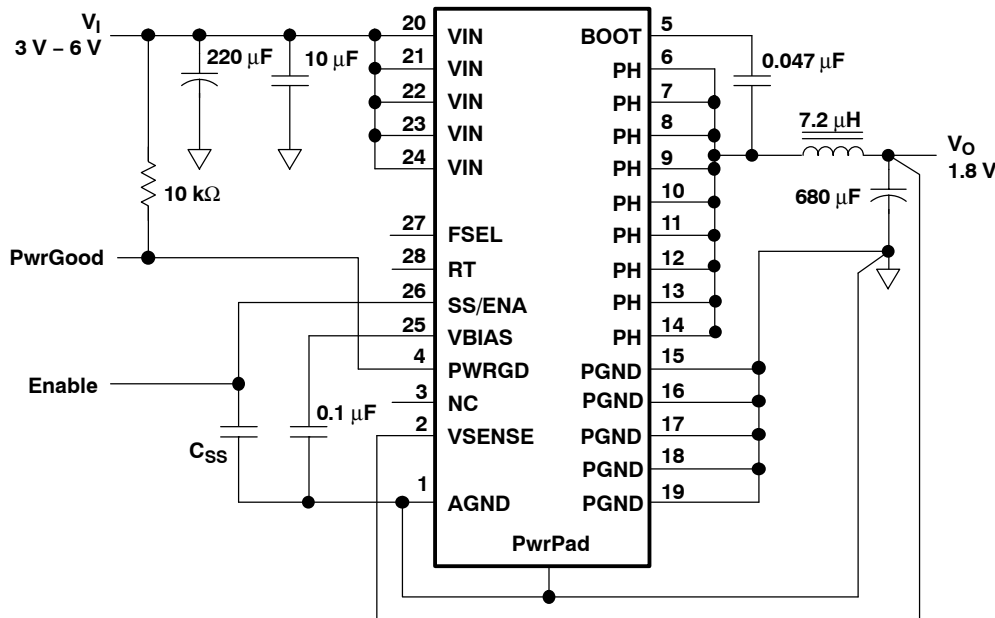 V_I
3 V – 6 V
220 μF
10 μF
10 kΩ
PwrGood
Enable
C_SS
0.1 μF
20 VIN
21 VIN
22 VIN
23 VIN
24 VIN
27 FSEL
28 RT
26 SS/ENA
25 VBIAS
4 PWRGD
3 NC
2 VSENSE
1 AGND
PwrPad
BOOT 5
PH 6
PH 7
PH 8
PH 9
PH 10
PH 11
PH 12
PH 13
PH 14
PGND 15
PGND 16
PGND 17
PGND 18
PGND 19
0.047 μF
7.2 μH
V_O
1.8 V
680 μF